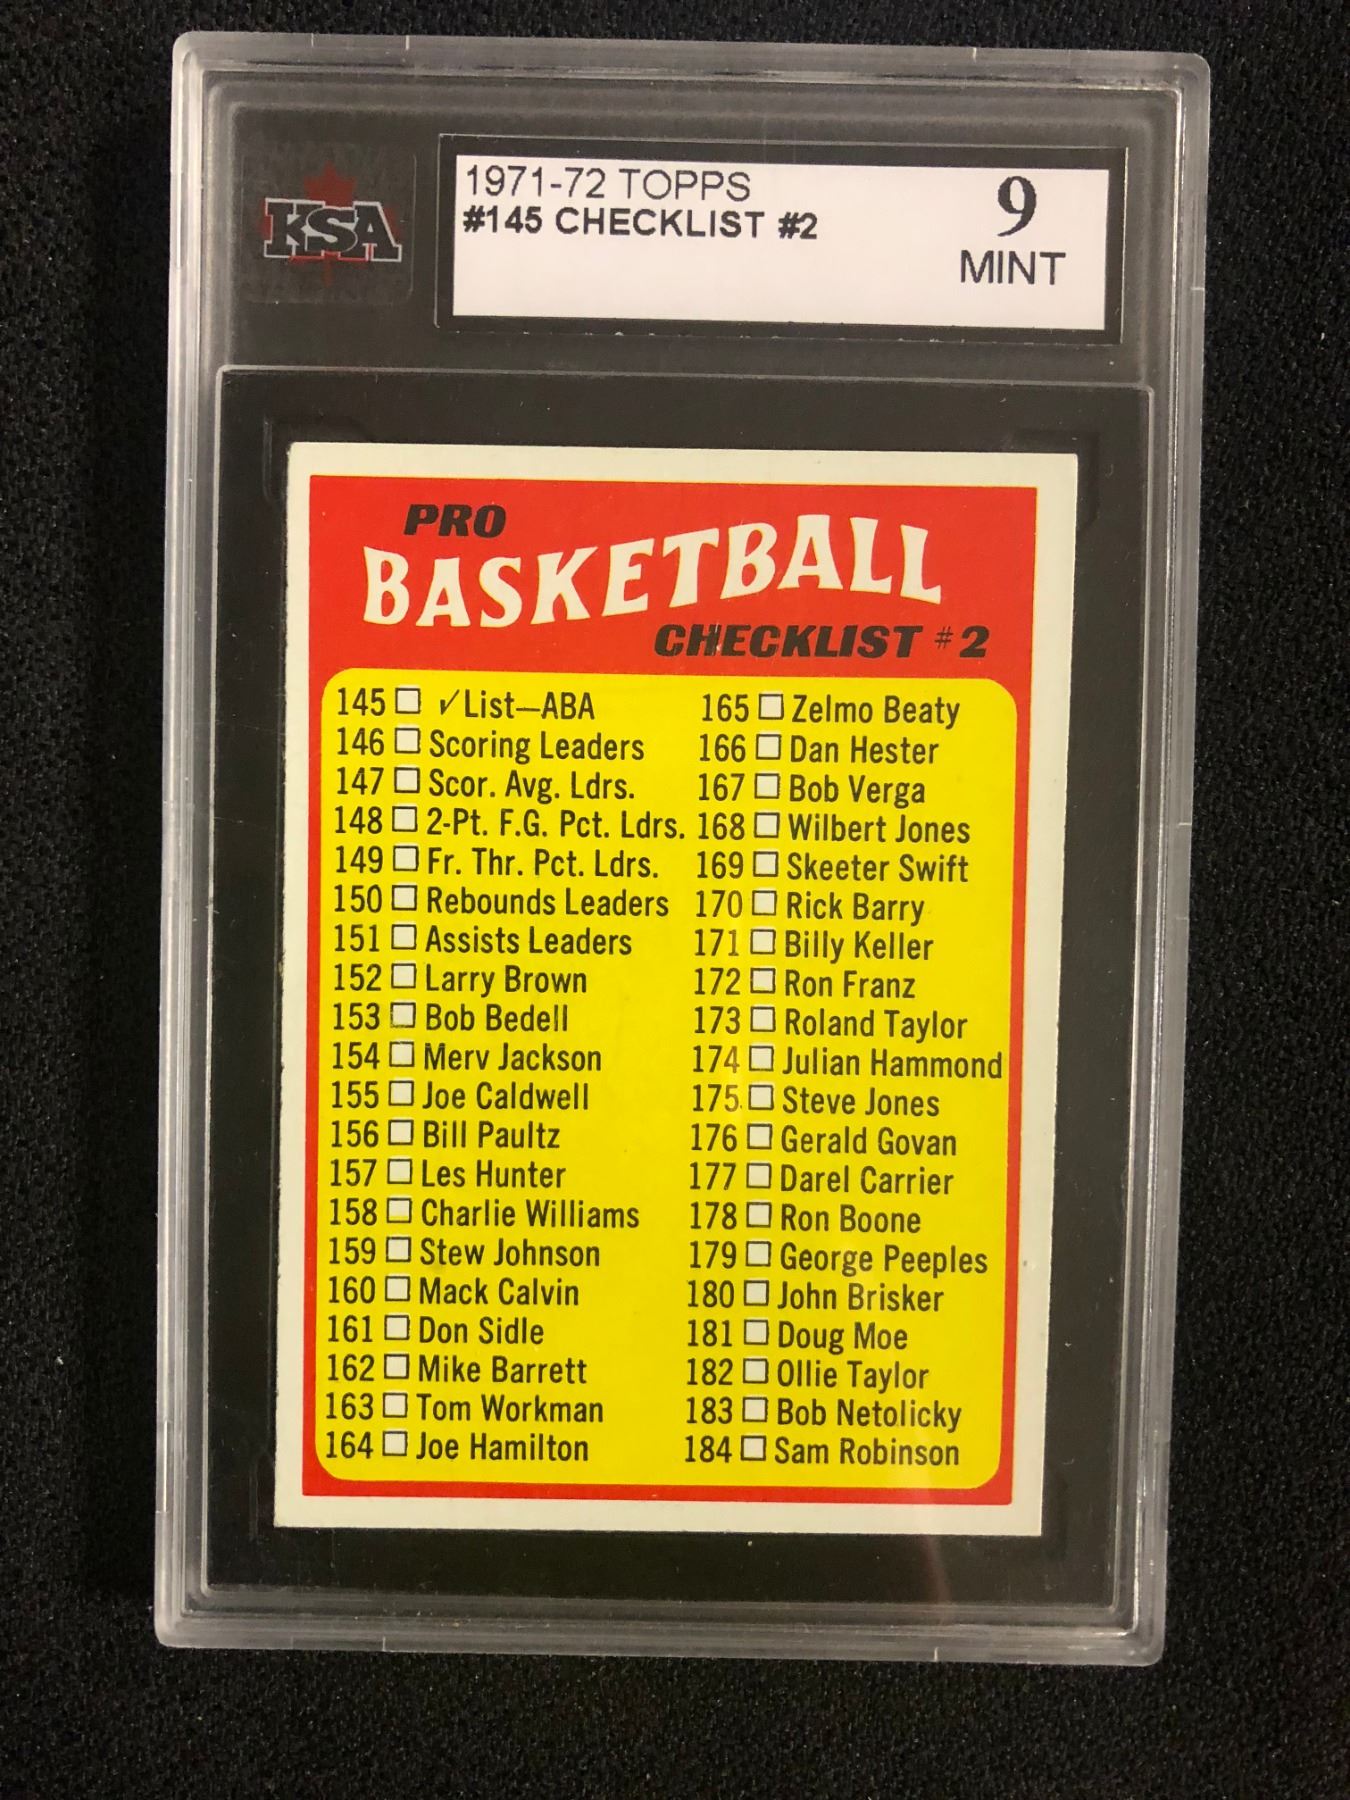 KSA
1971-72 TOPPS
#145 CHECKLIST #2
9
MINT
PRO
BASKETBALL
CHECKLIST #2
145 ☐ ✓List—ABA
146 ☐ Scoring Leaders
147 ☐ Scor. Avg. Ldrs.
148 ☐ 2-Pt. F.G. Pct. Ldrs.
149 ☐ Fr. Thr. Pct. Ldrs.
150 ☐ Rebounds Leaders
151 ☐ Assists Leaders
152 ☐ Larry Brown
153 ☐ Bob Bedell
154 ☐ Merv Jackson
155 ☐ Joe Caldwell
156 ☐ Bill Paultz
157 ☐ Les Hunter
158 ☐ Charlie Williams
159 ☐ Stew Johnson
160 ☐ Mack Calvin
161 ☐ Don Sidle
162 ☐ Mike Barrett
163 ☐ Tom Workman
164 ☐ Joe Hamilton
165 ☐ Zelmo Beaty
166 ☐ Dan Hester
167 ☐ Bob Verga
168 ☐ Wilbert Jones
169 ☐ Skeeter Swift
170 ☐ Rick Barry
171 ☐ Billy Keller
172 ☐ Ron Franz
173 ☐ Roland Taylor
174 ☐ Julian Hammond
175 ☐ Steve Jones
176 ☐ Gerald Govan
177 ☐ Darel Carrier
178 ☐ Ron Boone
179 ☐ George Peeples
180 ☐ John Brisker
181 ☐ Doug Moe
182 ☐ Ollie Taylor
183 ☐ Bob Netolicky
184 ☐ Sam Robinson